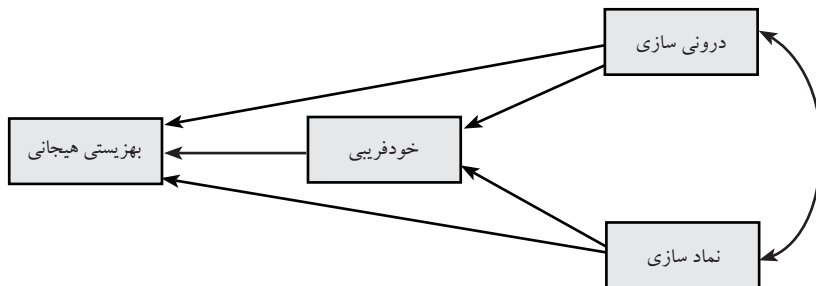 درونی سازی
خودفریبی
بهزیستی هیجانی
نماد سازی